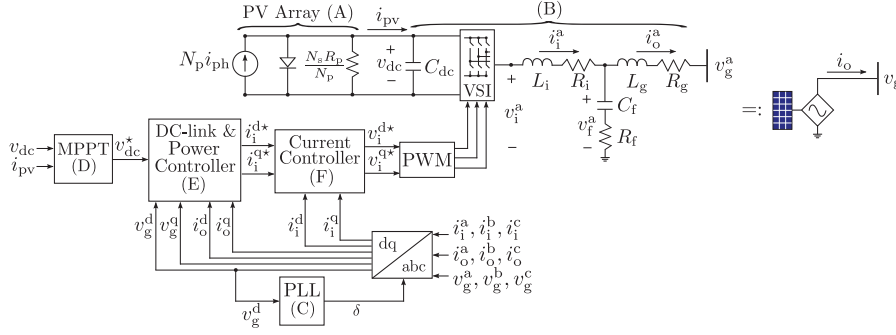 PV Array (A)
i_pv
(B)
N_p i_ph
N_s R_p
N_p
+
v_dc
−
C_dc
VSI
+
v_i^a
−
i_i^a
L_i
R_i
i_o^a
L_g
R_g
v_g^a
+
v_f^a
−
C_f
R_f
=:
i_o
v_g
v_dc
i_pv
MPPT
(D)
v_dc^⋆
DC-link &
Power
Controller
(E)
i_i^d⋆
i_i^q⋆
Current
Controller
(F)
v_i^d⋆
v_i^q⋆
PWM
v_g^d
v_g^q
i_o^d
i_o^q
i_i^d
i_i^q
dq
abc
i_i^a, i_i^b, i_i^c
i_o^a, i_o^b, i_o^c
v_g^a, v_g^b, v_g^c
v_g^d
PLL
(C)
δ